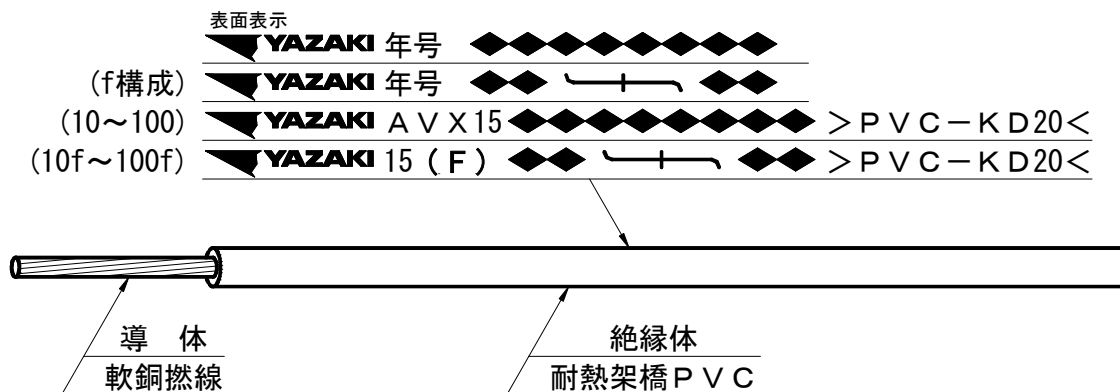 表面表示
YAZAKI 年号
(f構成) YAZAKI 年号
(10～100) YAZAKI AVX15 >PVC-KD20<
(10f～100f) YAZAKI 15(F) >PVC-KD20<
導 体
軟銅撚線
絶縁体
耐熱架橋PVC